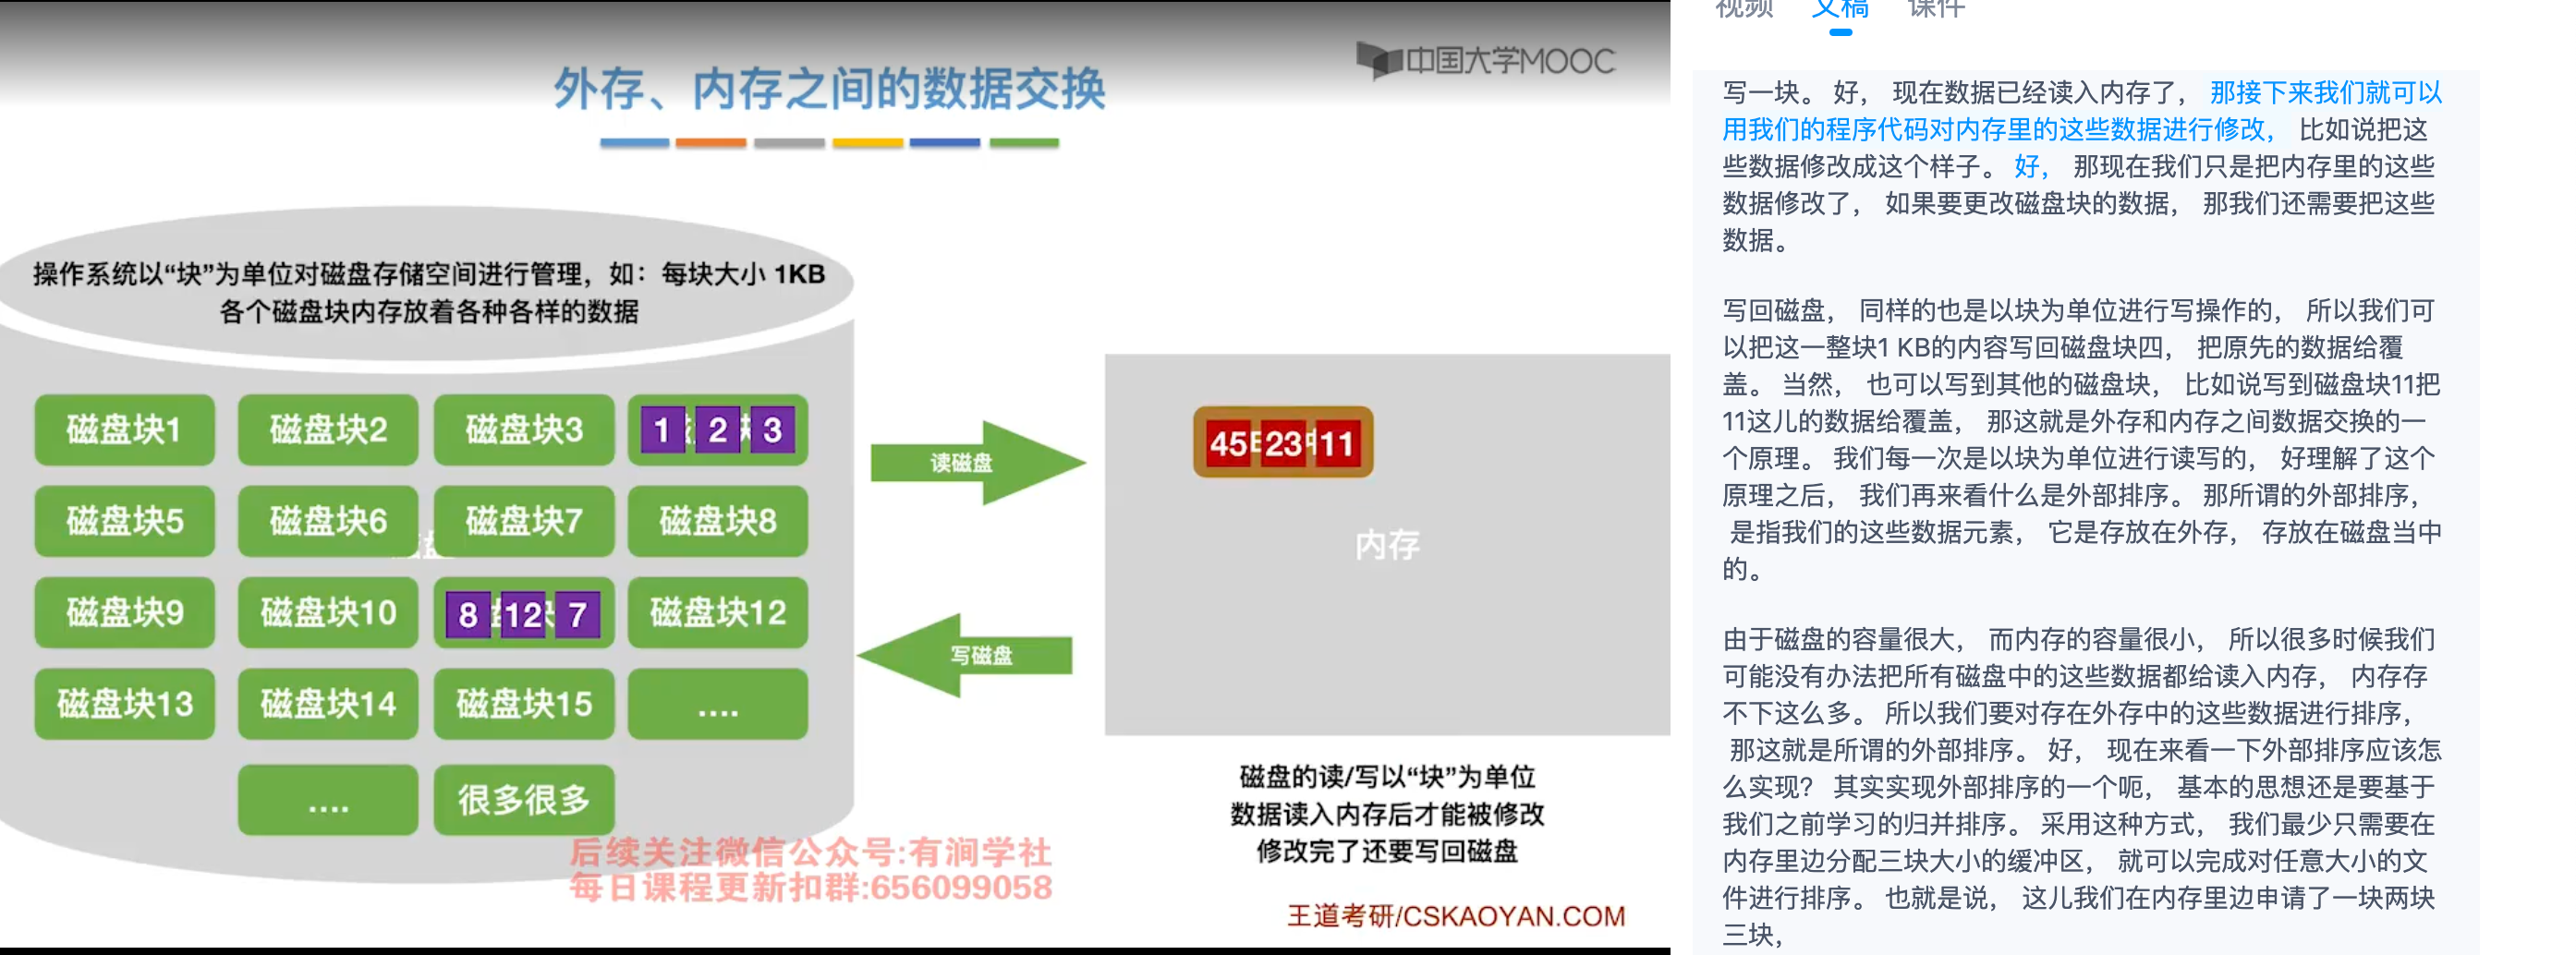 中国大学MOOC
外存、内存之间的数据交换
操作系统以“块”为单位对磁盘存储空间进行管理，如：每块大小 1KB
各个磁盘块内存放着各种各样的数据
磁盘块1 磁盘块2 磁盘块3 1 2 3
磁盘块5 磁盘块6 磁盘块7 磁盘块8
磁盘块9 磁盘块10 8 12 7 磁盘块12
磁盘块13 磁盘块14 磁盘块15 ....
.... 很多很多
读磁盘
写磁盘
45 23 11
内存
磁盘的读/写以“块”为单位
数据读入内存后才能被修改
修改完了还要写回磁盘
后续关注微信公众号:有涧学社
每日课程更新扣群:656099058
王道考研/CSKAOYAN.COM
视频 文稿 课件
写一块。 好， 现在数据已经读入内存了， 那接下来我们就可以
用我们的程序代码对内存里的这些数据进行修改， 比如说把这
些数据修改成这个样子。 好， 那现在我们只是把内存里的这些
数据修改了， 如果要更改磁盘块的数据， 那我们还需要把这些
数据。
写回磁盘， 同样的也是以块为单位进行写操作的， 所以我们可
以把这一整块1 KB的内容写回磁盘块四， 把原先的数据给覆
盖。 当然， 也可以写到其他的磁盘块， 比如说写到磁盘块11把
11这儿的数据给覆盖， 那这就是外存和内存之间数据交换的一
个原理。 我们每一次是以块为单位进行读写的， 好理解了这个
原理之后， 我们再来看什么是外部排序。 那所谓的外部排序，
是指我们的这些数据元素， 它是存放在外存， 存放在磁盘当中
的。
由于磁盘的容量很大， 而内存的容量很小， 所以很多时候我们
可能没有办法把所有磁盘中的这些数据都给读入内存， 内存存
不下这么多。 所以我们要对存在外存中的这些数据进行排序，
那这就是所谓的外部排序。 好， 现在来看一下外部排序应该怎
么实现？ 其实实现外部排序的一个呃， 基本的思想还是要基于
我们之前学习的归并排序。 采用这种方式， 我们最少只需要在
内存里边分配三块大小的缓冲区， 就可以完成对任意大小的文
件进行排序。 也就是说， 这儿我们在内存里边申请了一块两块
三块，